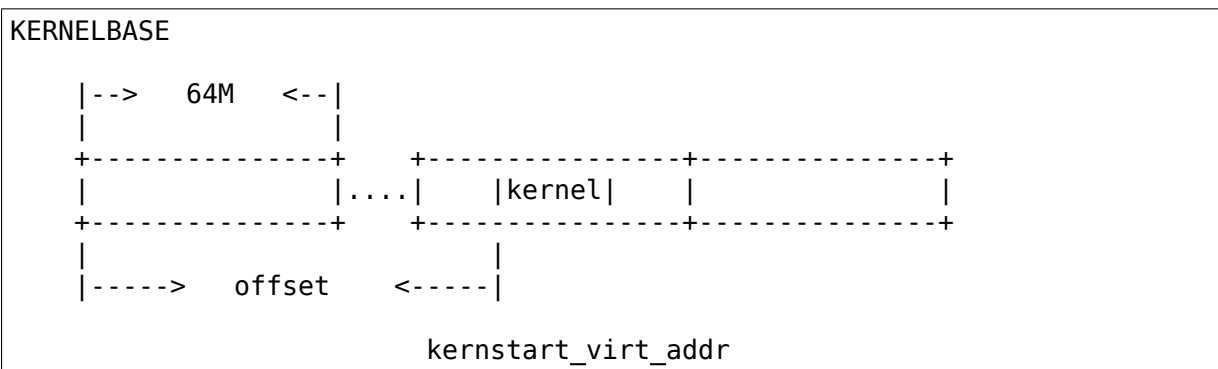 KERNELBASE
|--> 64M <--|
| |
+---------------+ +----------------+---------------+
| |....| |kernel| | |
+---------------+ +----------------+---------------+
| |
|-----> offset <-----|
kernstart_virt_addr